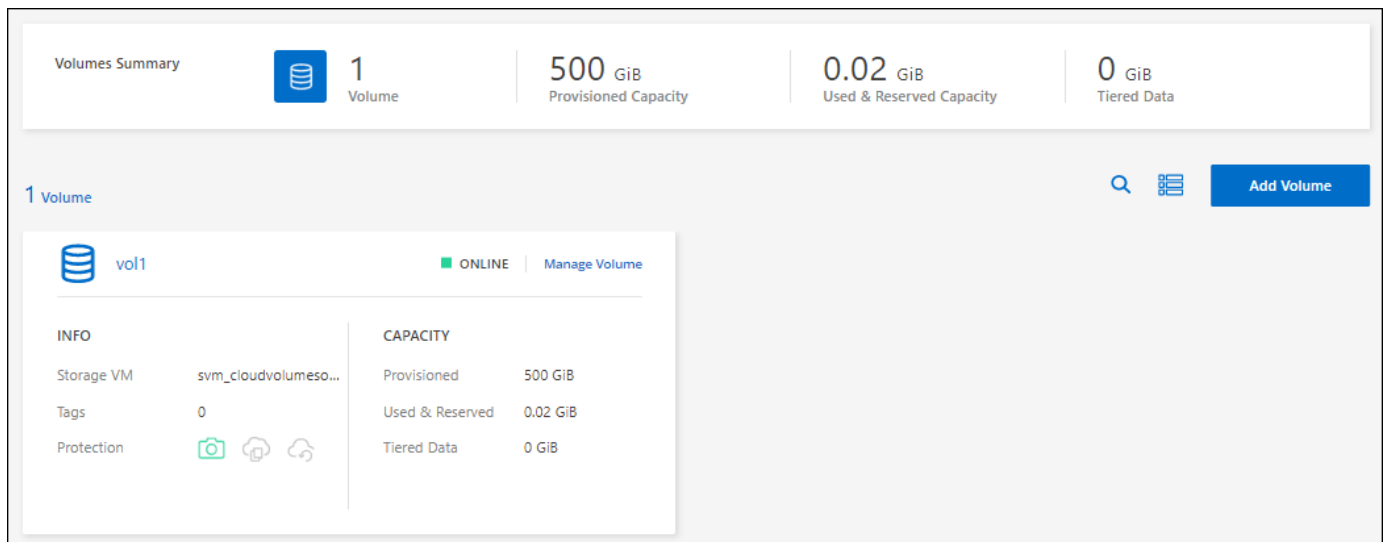 Volumes Summary
1
Volume
500 GiB
Provisioned Capacity
0.02 GiB
Used & Reserved Capacity
0 GiB
Tiered Data
1 Volume
Add Volume
vol1
ONLINE
Manage Volume
INFO
Storage VM svm_cloudvolumeso...
Tags 0
Protection
CAPACITY
Provisioned 500 GiB
Used & Reserved 0.02 GiB
Tiered Data 0 GiB